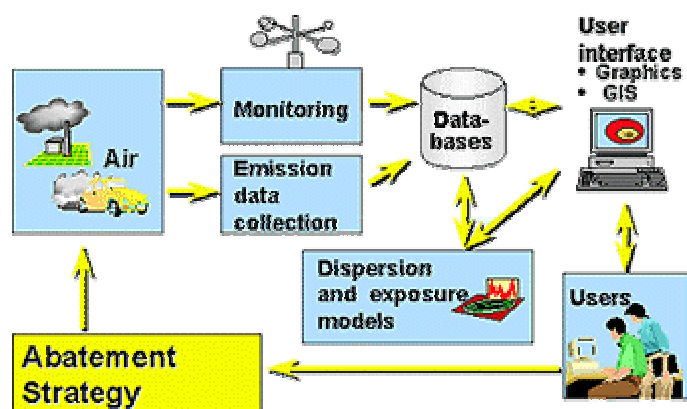 User
interface
• Graphics
• GIS
Air
Monitoring
Emission
data
collection
Data-
bases
Dispersion
and exposure
models
Users
Abatement
Strategy